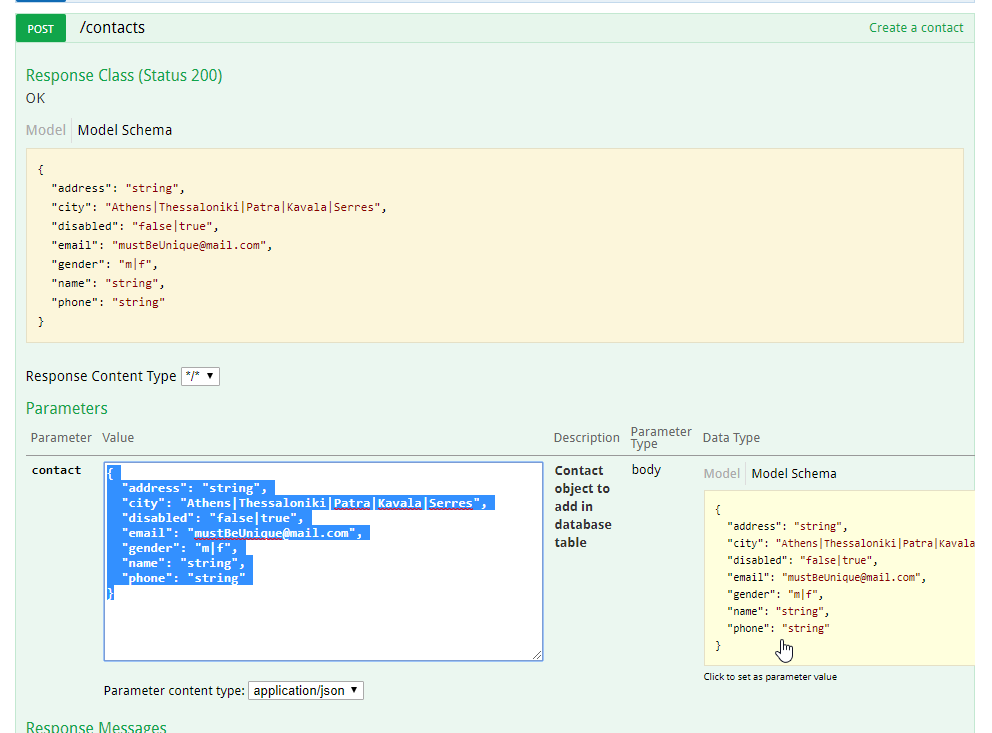 POST /contacts Create a contact
Response Class (Status 200)
OK
Model Model Schema
{
"address": "string",
"city": "Athens|Thessaloniki|Patra|Kavala|Serres",
"disabled": "false|true",
"email": "mustBeUnique@mail.com",
"gender": "m|f",
"name": "string",
"phone": "string"
}
Response Content Type */*
Parameters
Parameter Value Description Parameter Type Data Type
contact
{
"address": "string",
"city": "Athens|Thessaloniki|Patra|Kavala|Serres",
"disabled": "false|true",
"email": "mustBeUnique@mail.com",
"gender": "m|f",
"name": "string",
"phone": "string"
}
Parameter content type: application/json
Contact
object to
add in
database
table
body
Model Model Schema
{
"address": "string",
"city": "Athens|Thessaloniki|Patra|Kavala
"disabled": "false|true",
"email": "mustBeUnique@mail.com",
"gender": "m|f",
"name": "string",
"phone": "string"
}
Click to set as parameter value
Response Messages